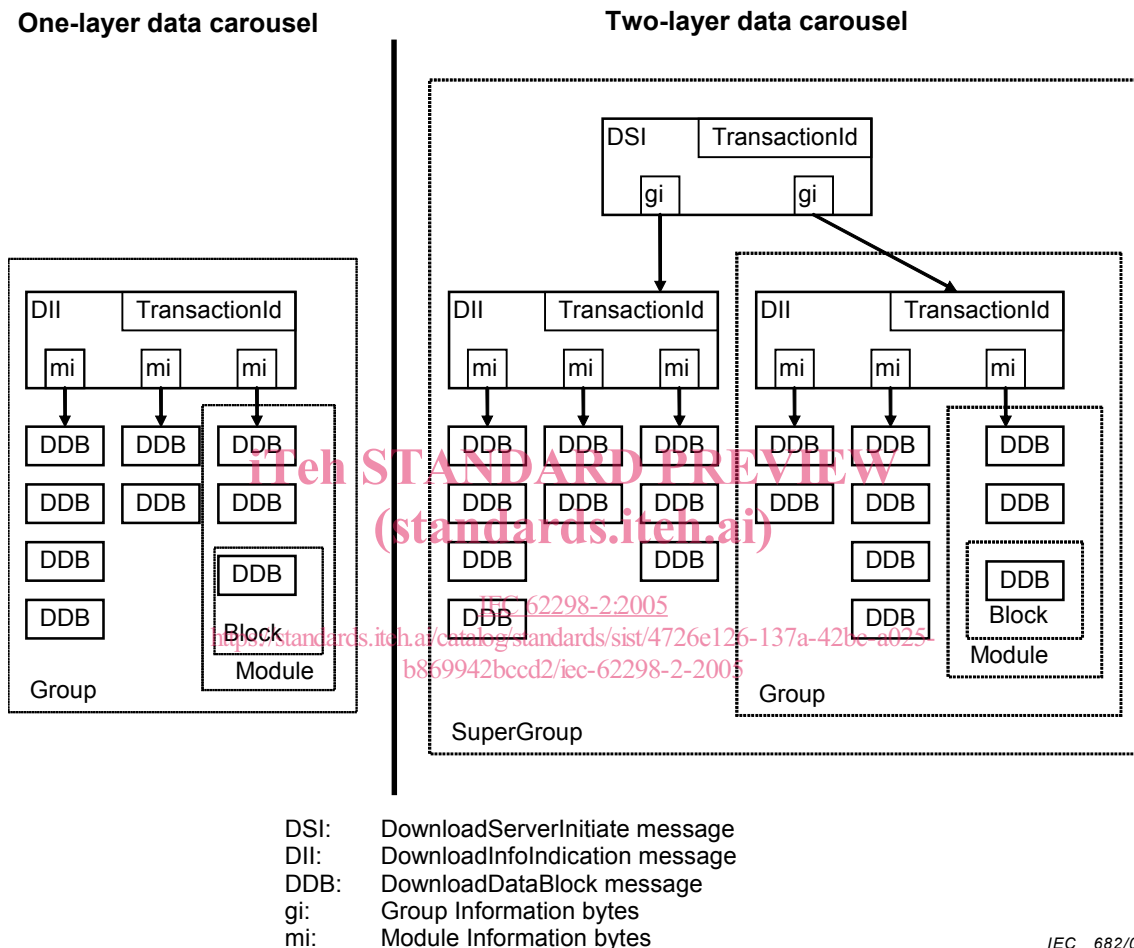 One-layer data carousel
Two-layer data carousel
DSI TransactionId
gi gi
DII TransactionId
mi mi mi
DII TransactionId
mi mi mi
DII TransactionId
mi mi mi
DDB DDB DDB DDB DDB DDB DDB DDB DDB
iTeh STANDARD PREVIEW
DDB DDB DDB DDB DDB DDB DDB DDB DDB
(standards.iteh.ai)
DDB DDB DDB DDB DDB DDB
IEC 62298-2:2005
DDB Block DDB DDB Block
https://standards.iteh.ai/catalog/standards/sist/4726e126-137a-42be-a025-
b869942bccd2/iec-62298-2-2005
Module Module
Group Group
SuperGroup
DSI: DownloadServerInitiate message
DII: DownloadInfoIndication message
DDB: DownloadDataBlock message
gi: Group Information bytes
mi: Module Information bytes
IEC 682/0